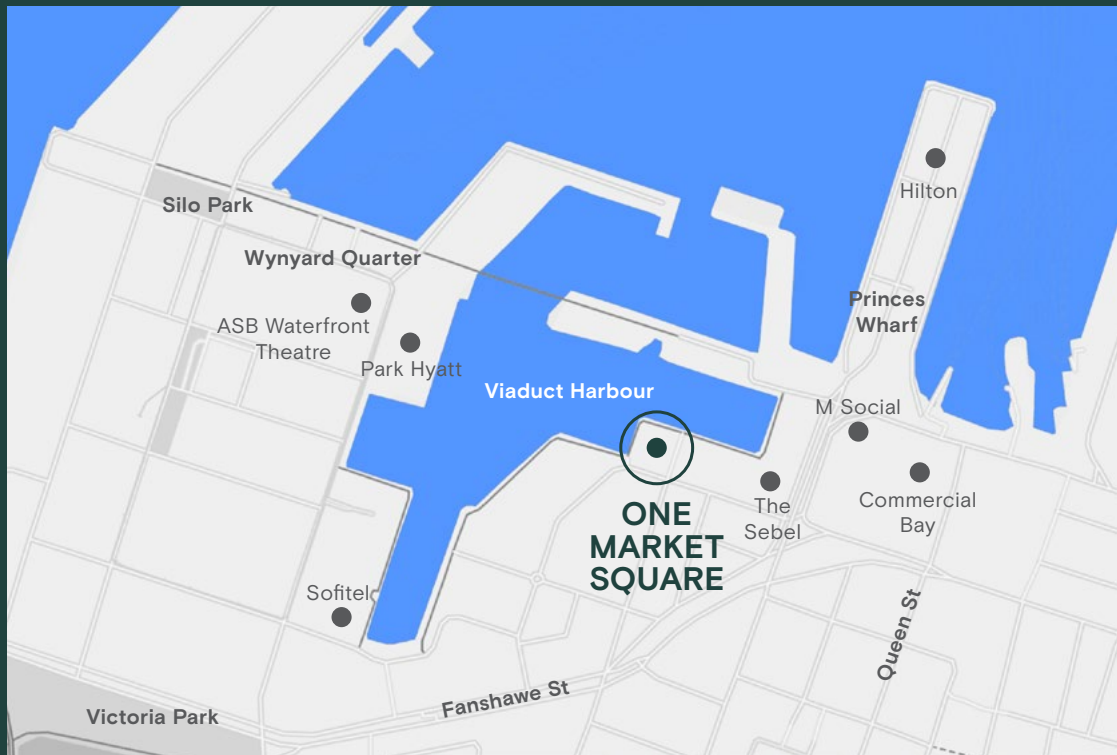 Hilton
Silo Park
Wynyard Quarter
Princes
Wharf
ASB Waterfront
Theatre
Park Hyatt
Viaduct Harbour
M Social
Commercial
Bay
The
Sebel
ONE
MARKET
SQUARE
Sofitel
Queen St
Fanshawe St
Victoria Park